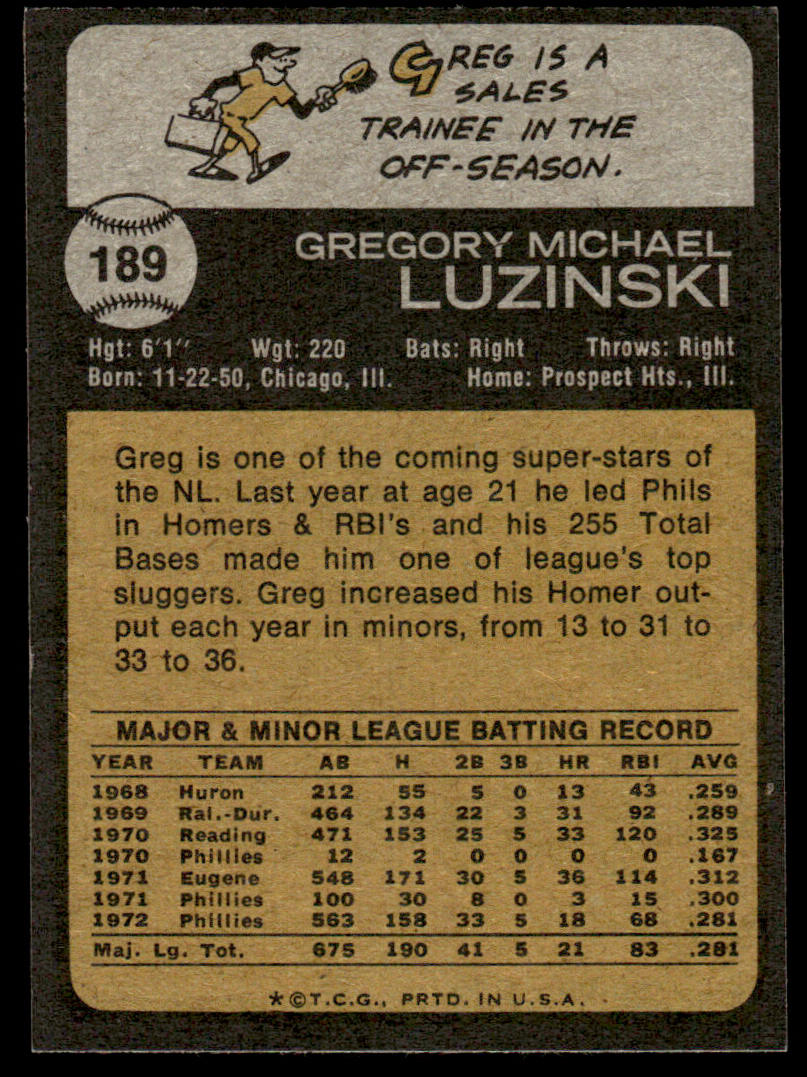 GREG IS A
SALES
TRAINEE IN THE
OFF-SEASON.
189
GREGORY MICHAEL
LUZINSKI
Hgt: 6'1" Wgt: 220 Bats: Right Throws: Right
Born: 11-22-50, Chicago, Ill. Home: Prospect Hts., Ill.
Greg is one of the coming super-stars of
the NL. Last year at age 21 he led Phils
in Homers & RBI's and his 255 Total
Bases made him one of league's top
sluggers. Greg increased his Homer out-
put each year in minors, from 13 to 31 to
33 to 36.
MAJOR & MINOR LEAGUE BATTING RECORD
YEAR TEAM AB H 2B 3B HR RBI AVG
1968 Huron 212 55 5 0 13 43 .259
1969 Ral.-Dur. 464 134 22 3 31 92 .289
1970 Reading 471 153 25 5 33 120 .325
1970 Phillies 12 2 0 0 0 0 .167
1971 Eugene 548 171 30 5 36 114 .312
1971 Phillies 100 30 8 0 3 15 .300
1972 Phillies 563 158 33 5 18 68 .281
Maj. Lg. Tot. 675 190 41 5 21 83 .281
*©T.C.G., PRTD. IN U.S.A.